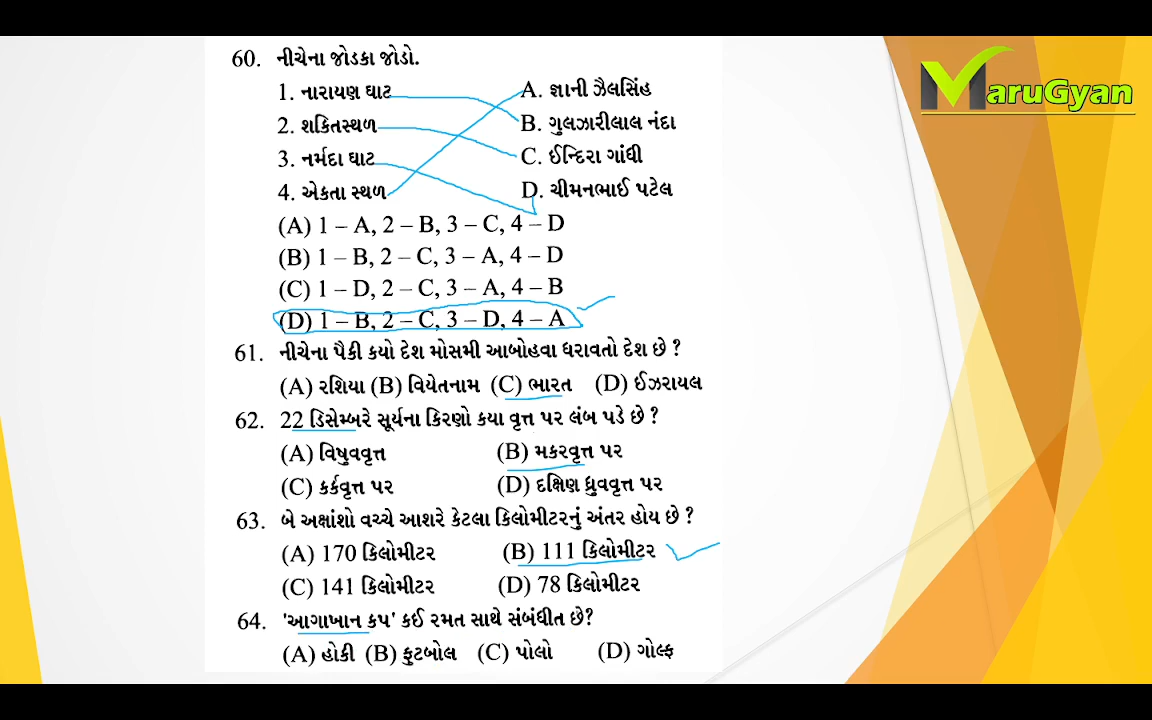 MaruGyan
60. નીચેના જોડકા જોડો.
1. નારાયણ ઘાટ A. જ્ઞાની ઝૈલસિંહ
2. શકિતસ્થળ B. ગુલઝારીલાલ નંદા
3. નર્મદા ઘાટ C. ઈન્દિરા ગાંધી
4. એકતા સ્થળ D. ચીમનભાઈ પટેલ
(A) 1 – A, 2 – B, 3 – C, 4 – D
(B) 1 – B, 2 – C, 3 – A, 4 – D
(C) 1 – D, 2 – C, 3 – A, 4 – B
(D) 1 – B, 2 – C, 3 – D, 4 – A
61. નીચેના પૈકી કયો દેશ મોસમી આબોહવા ધરાવતો દેશ છે ?
(A) રશિયા (B) વિયેતનામ (C) ભારત (D) ઈઝરાયલ
62. 22 ડિસેમ્બરે સૂર્યના કિરણો કયા વૃત્ત પર લંબ પડે છે ?
(A) વિષુવવૃત્ત (B) મકરવૃત્ત પર
(C) કર્કવૃત્ત પર (D) દક્ષિણ ધ્રુવવૃત્ત પર
63. બે અક્ષાંશો વચ્ચે આશરે કેટલા કિલોમીટરનું અંતર હોય છે ?
(A) 170 કિલોમીટર (B) 111 કિલોમીટર
(C) 141 કિલોમીટર (D) 78 કિલોમીટર
64. 'આગાખાન કપ' કઈ રમત સાથે સંબંધીત છે?
(A) હોકી (B) ફુટબોલ (C) પોલો (D) ગોલ્ફ